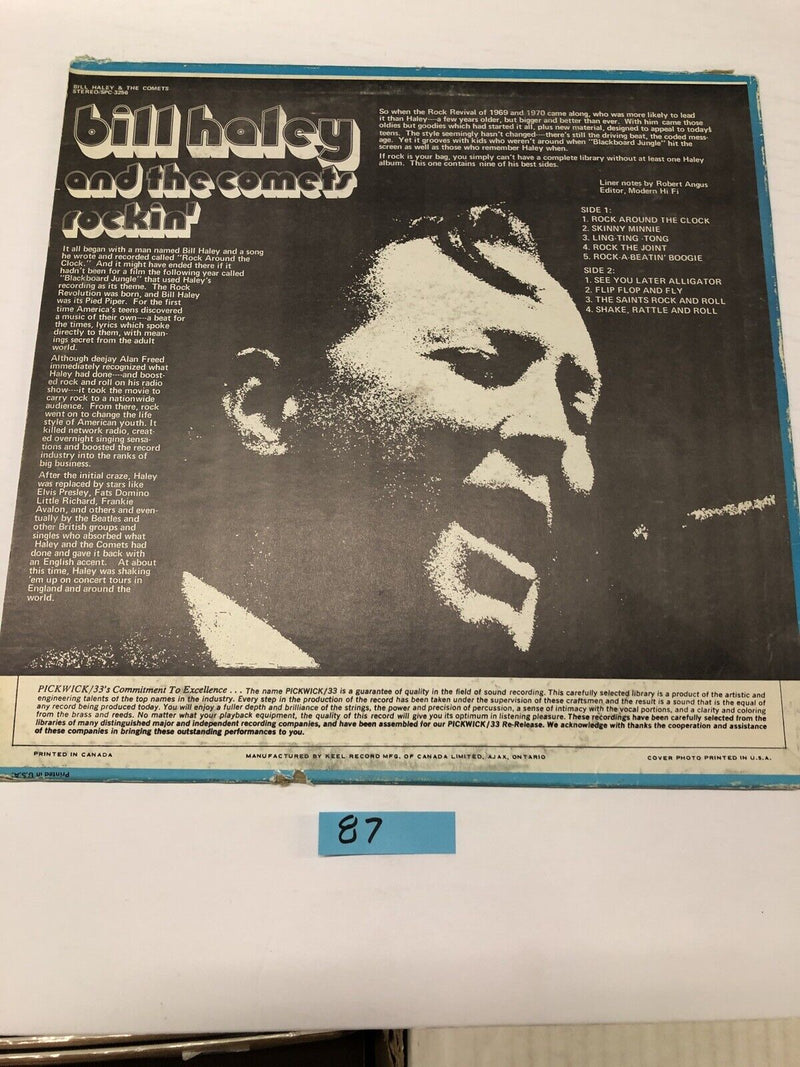 BILL HALEY & THE COMETS
STEREO/SPC-3256
bill haley
and the comets
rockin'
It all began with a man named Bill Haley and a song
he wrote and recorded called "Rock Around the
Clock." And it might have ended there if it
hadn't been for a film the following year called
"Blackboard Jungle" that used Haley's
recording as its theme. The Rock
Revolution was born, and Bill Haley
was its Pied Piper. For the first
time America's teens discovered
a music of their own—a beat for
the times, lyrics which spoke
directly to them, with mean-
ings secret from the adult
world.
Although deejay Alan Freed
immediately recognized what
Haley had done----and boost-
ed rock and roll on his radio
show----it took the movie to
carry rock to a nationwide
audience. From there, rock
went on to change the life
style of American youth. It
killed network radio, creat-
ed overnight singing sensa-
tions and boosted the record
industry into the ranks of
big business.
After the initial craze, Haley
was replaced by stars like
Elvis Presley, Fats Domino
Little Richard, Frankie
Avalon, and others and even-
tually by the Beatles and
other British groups and
singles who absorbed what
Haley and the Comets had
done and gave it back with
an English accent. At about
this time, Haley was shaking
'em up on concert tours in
England and around the
world.
So when the Rock Revival of 1969 and 1970 came along, who was more likely to lead
it than Haley—a few years older, but bigger and better than ever. With him came those
oldies but goodies which had started it all, plus new material, designed to appeal to todays
teens. The style seemingly hasn't changed—there's still the driving beat, the coded mess-
age. Yet it grooves with kids who weren't around when "Blackboard Jungle" hit the
screen as well as those who remember Haley when.
If rock is your bag, you simply can't have a complete library without at least one Haley
album. This one contains nine of his best sides.
Liner notes by Robert Angus
Editor, Modern Hi Fi
SIDE 1:
1. ROCK AROUND THE CLOCK
2. SKINNY MINNIE
3. LING-TING-TONG
4. ROCK THE JOINT
5. ROCK-A-BEATIN' BOOGIE
SIDE 2:
1. SEE YOU LATER ALLIGATOR
2. FLIP FLOP AND FLY
3. THE SAINTS ROCK AND ROLL
4. SHAKE, RATTLE AND ROLL
PICKWICK/33's Commitment To Excellence . . . The name PICKWICK/33 is a guarantee of quality in the field of sound recording. This carefully selected library is a product of the artistic and
engineering talents of the top names in the industry. Every step in the production of the record has been taken under the supervision of these craftsmen and the result is a sound that is the equal of
any record being produced today. You will enjoy a fuller depth and brilliance of the strings, the power and precision of percussion, a sense of intimacy with the vocal portions, and a clarity and coloring
from the brass and reeds. No matter what your playback equipment, the quality of this record will give you its optimum in listening pleasure. These recordings have been carefully selected from the
libraries of many distinguished major and independent recording companies, and have been assembled for our PICKWICK/33 Re-Release. We acknowledge with thanks the cooperation and assistance
of these companies in bringing these outstanding performances to you.
PRINTED IN CANADA
MANUFACTURED BY KEEL RECORD MFG. OF CANADA LIMITED, AJAX, ONTARIO
COVER PHOTO PRINTED IN U.S.A.
Printed in U.S.A.
87